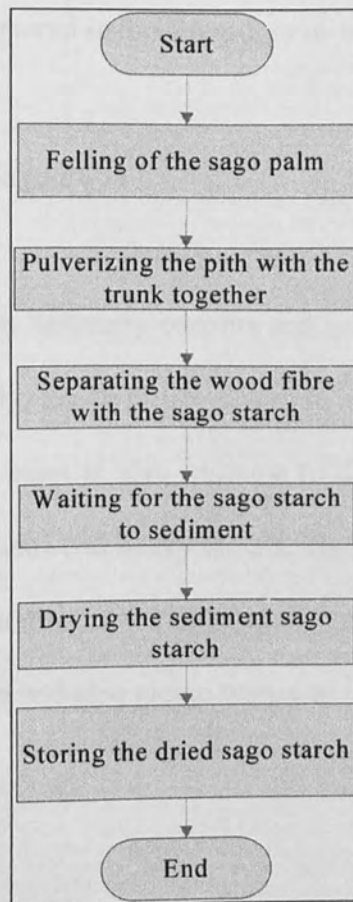 Start
Felling of the sago palm
Pulverizing the pith with the
trunk together
Separating the wood fibre
with the sago starch
Waiting for the sago starch
to sediment
Drying the sediment sago
starch
Storing the dried sago starch
End